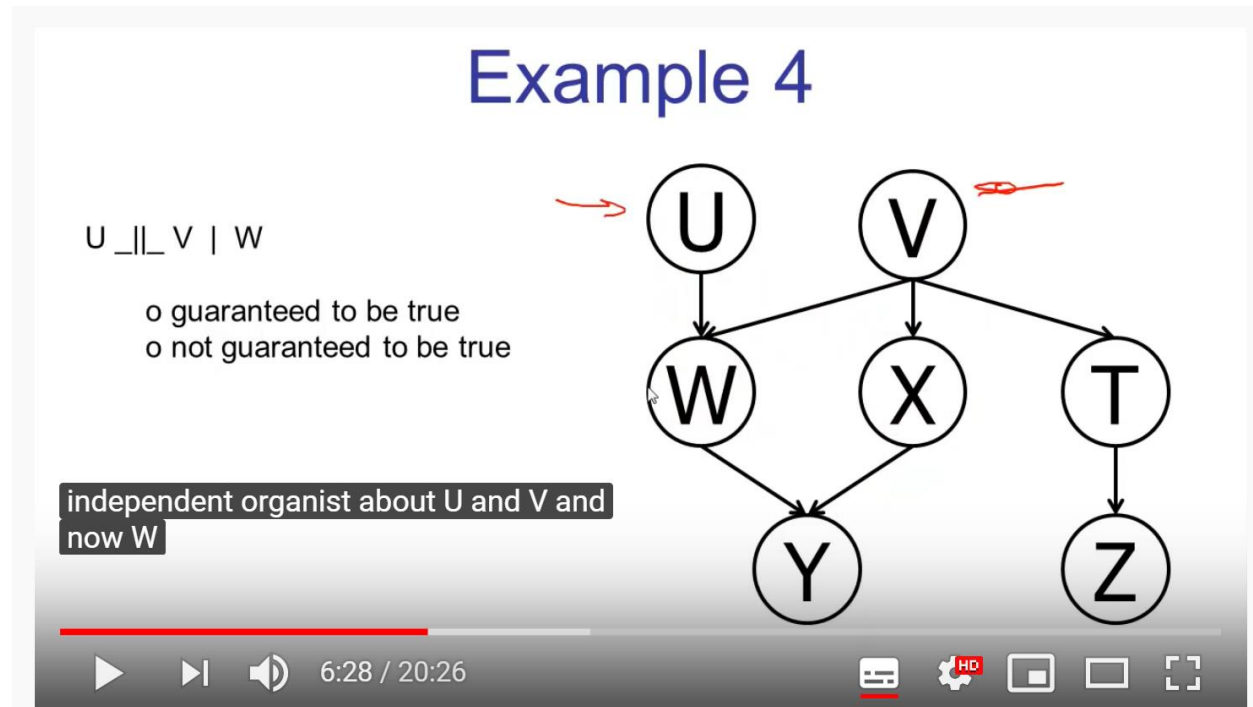 Example 4
U _||_ V | W
o guaranteed to be true
o not guaranteed to be true
U
V
W
X
T
Y
Z
independent organist about U and V and
now W
6:28 / 20:26
HD